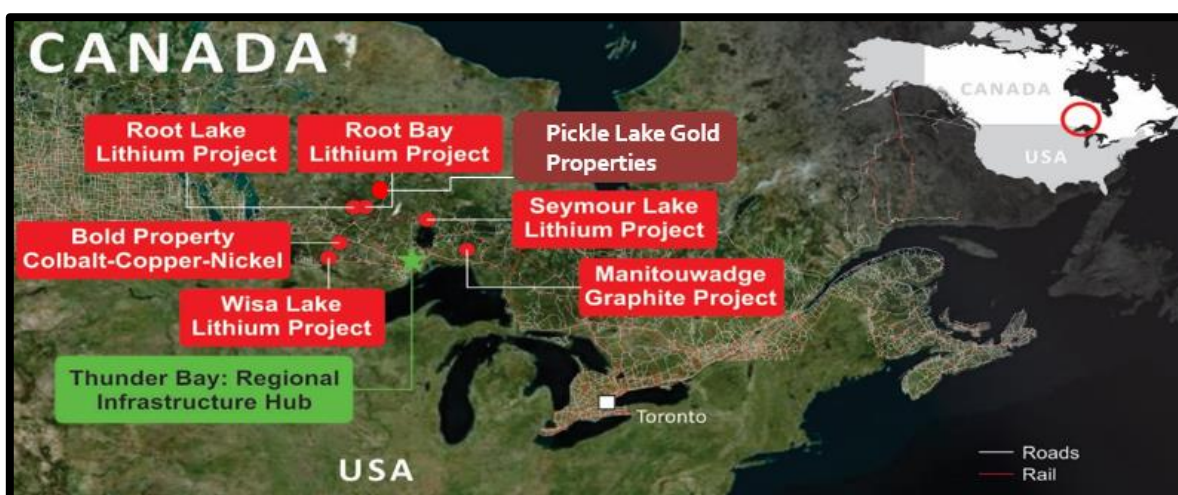 CANADA
Root Lake
Lithium Project
Root Bay
Lithium Project
Pickle Lake Gold
Properties
CANADA
USA
Seymour Lake
Lithium Project
Bold Property
Colbalt-Copper-Nickel
Manitouwadge
Graphite Project
Wisa Lake
Lithium Project
Thunder Bay: Regional
Infrastructure Hub
Toronto
USA
Roads
Rail